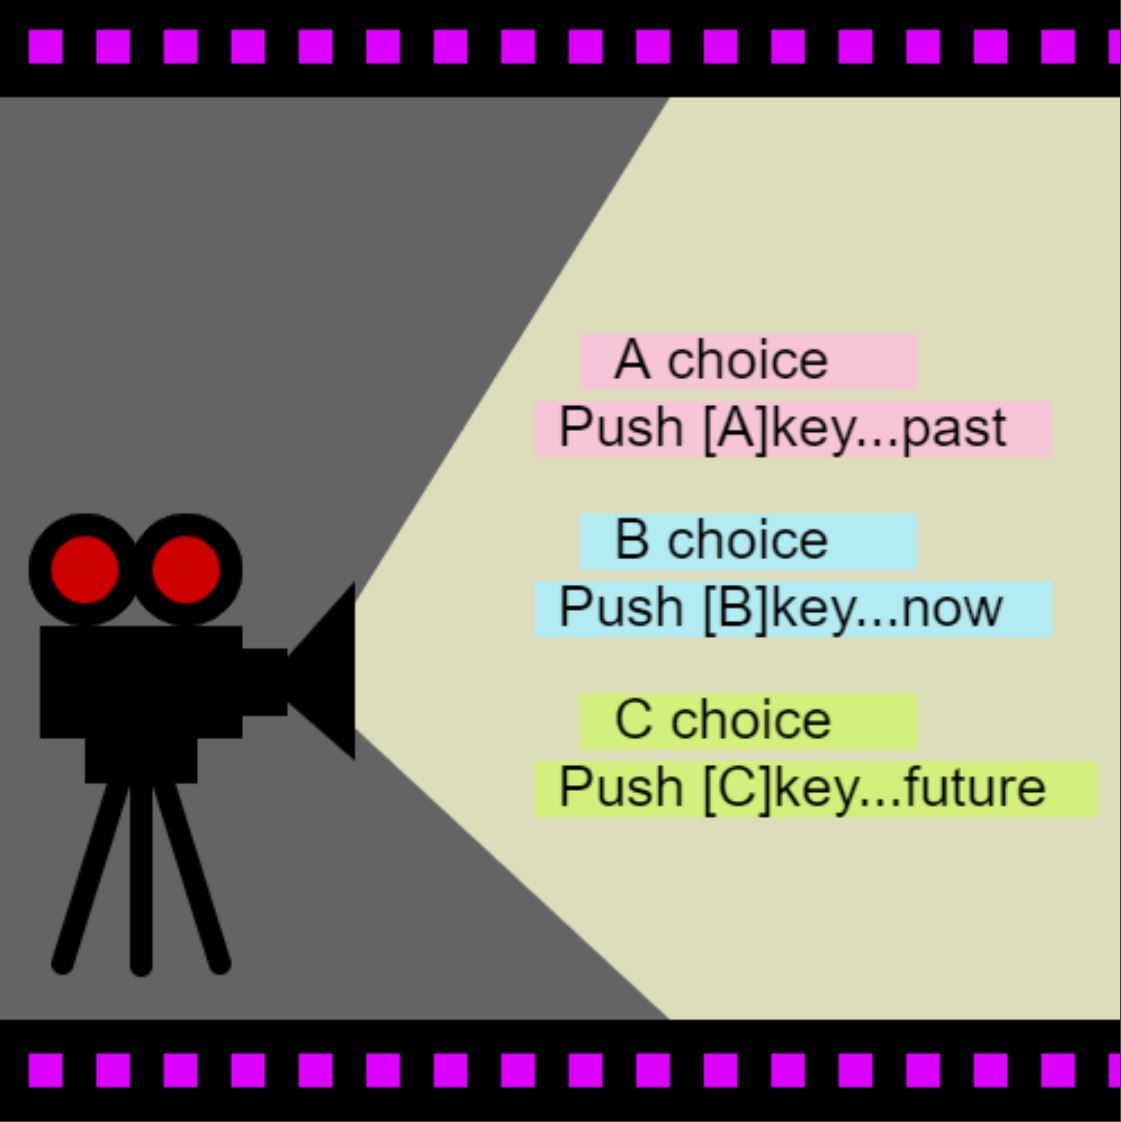 A choice
Push [A]key...past
B choice
Push [B]key...now
C choice
Push [C]key...future